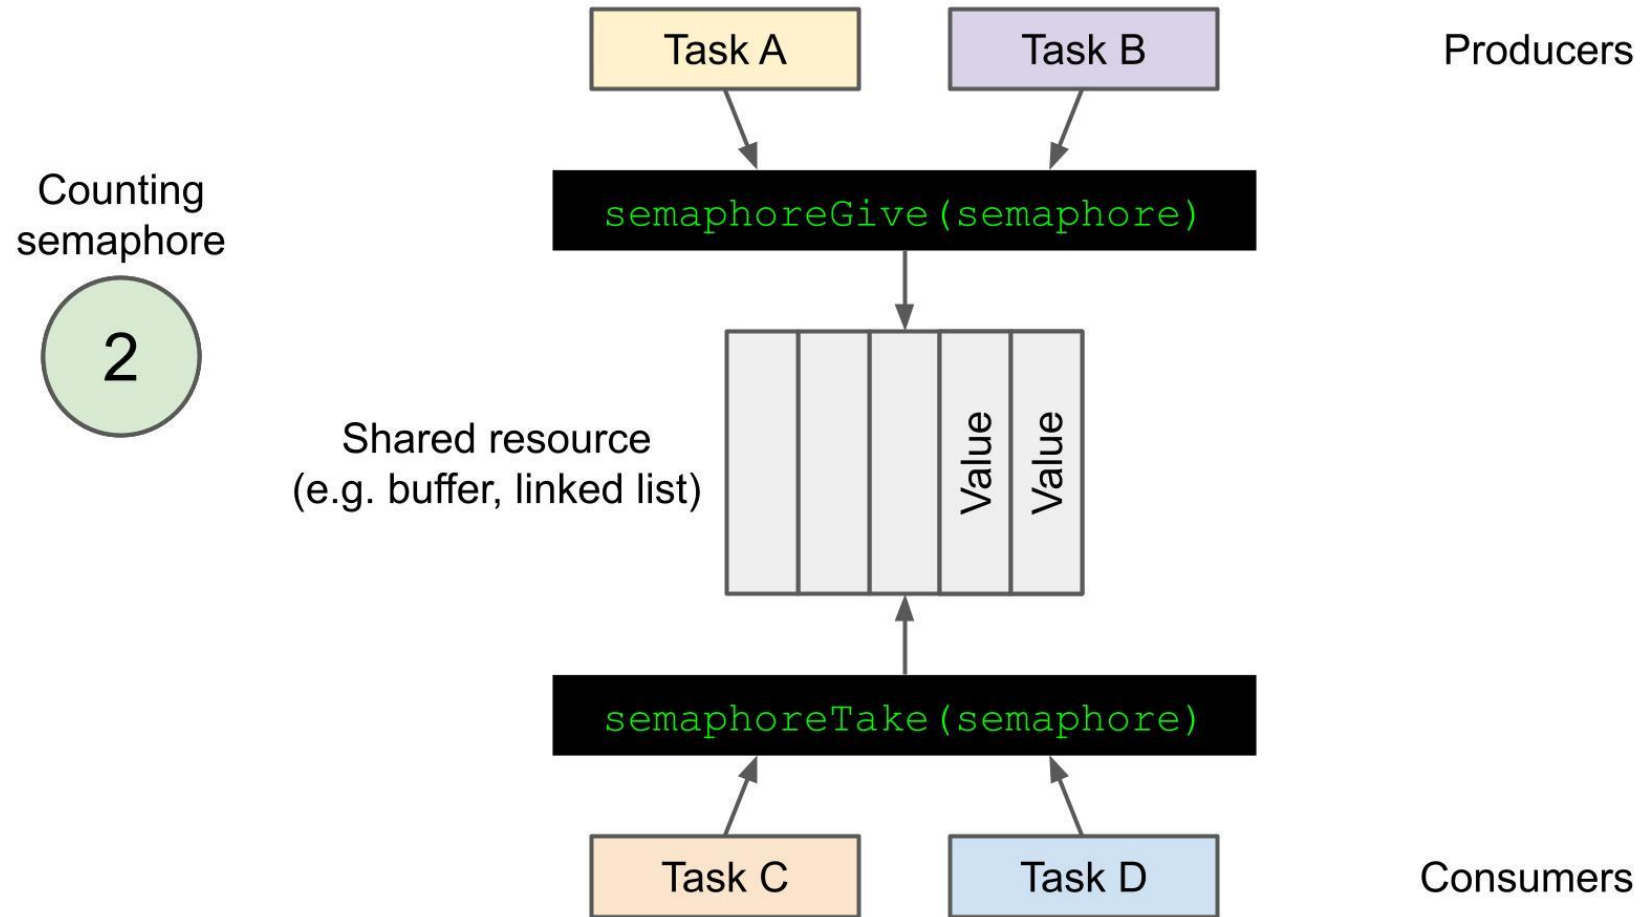 Task A
Task B
Producers
Counting
semaphore
semaphoreGive(semaphore)
2
Shared resource
(e.g. buffer, linked list)
Value
Value
semaphoreTake(semaphore)
Task C
Task D
Consumers